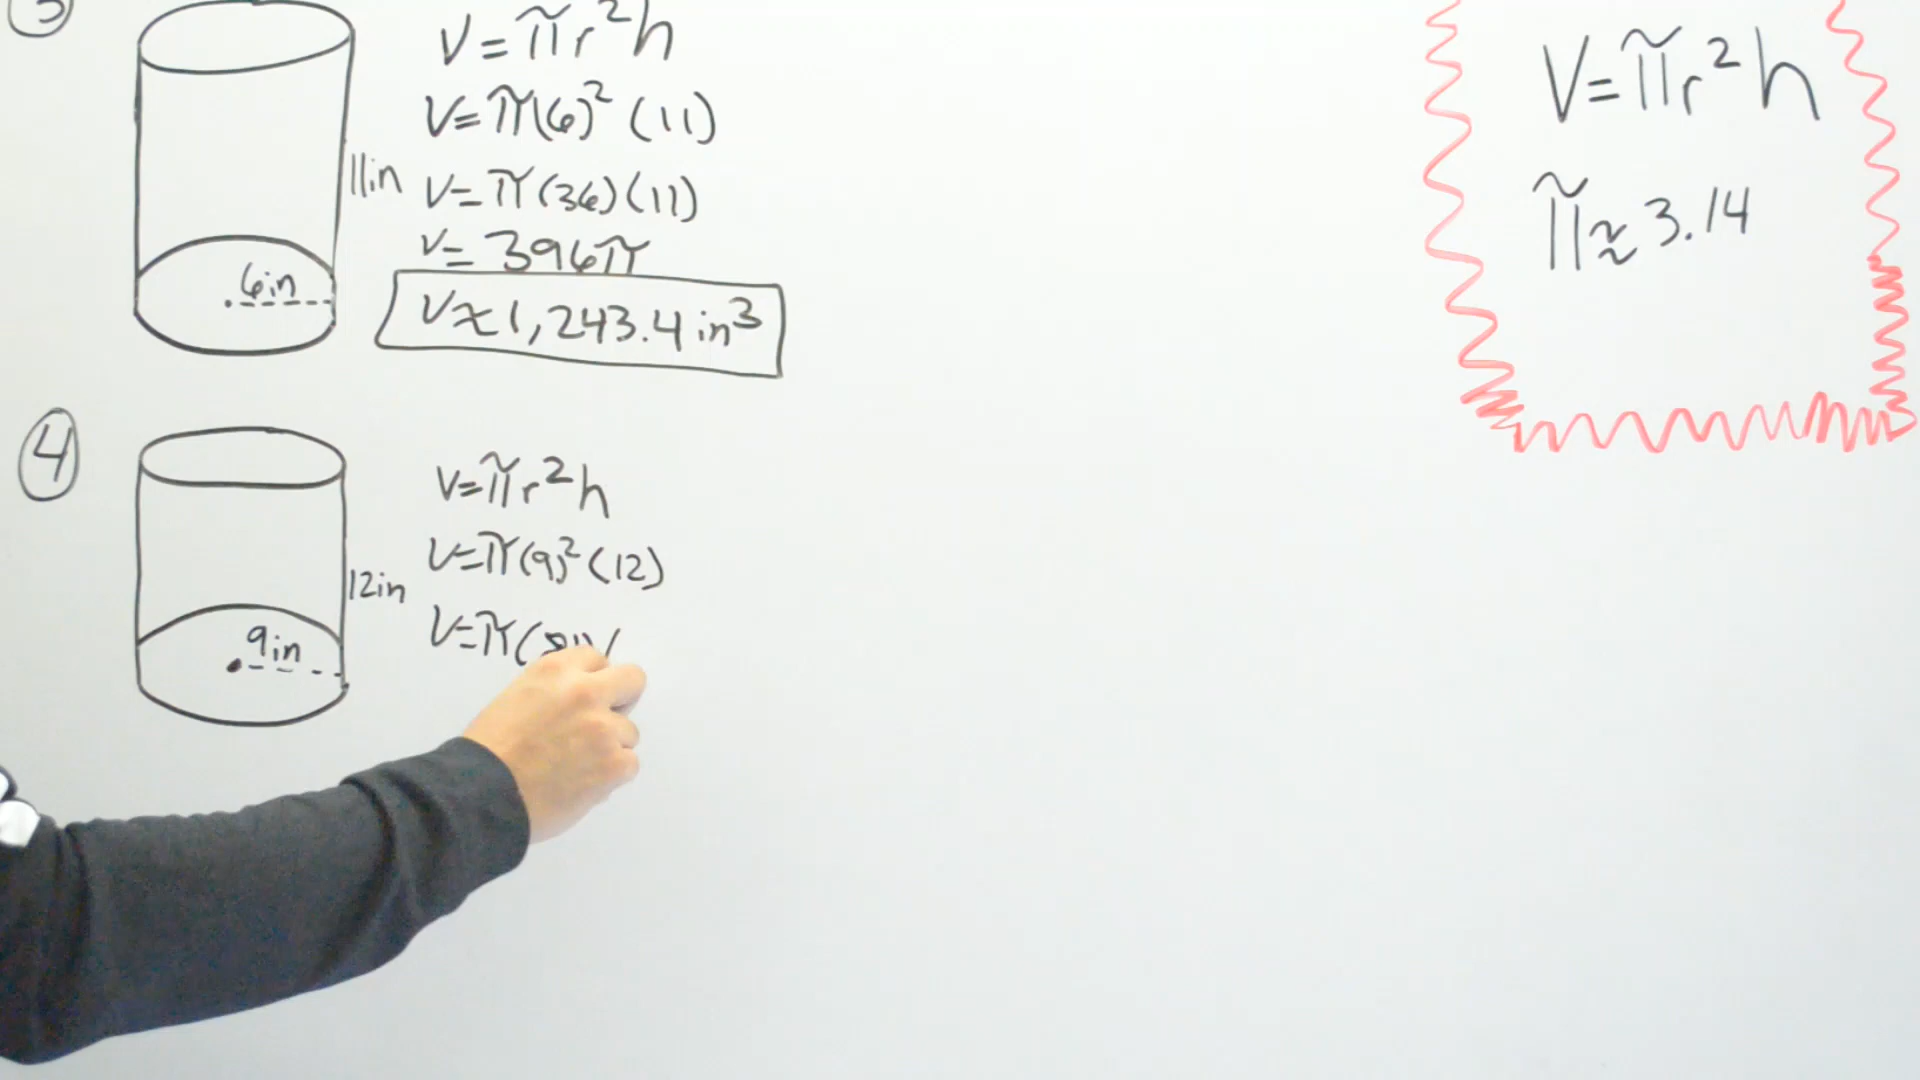 3
V = πr²h
V = π(6)² (11)
11in
V = π(36)(11)
V = 396π
6in
V ≈ 1,243.4 in³
4
V = πr²h
V = π(9)² (12)
12in
V = π(81)(
9in
V = πr²h
π ≈ 3.14